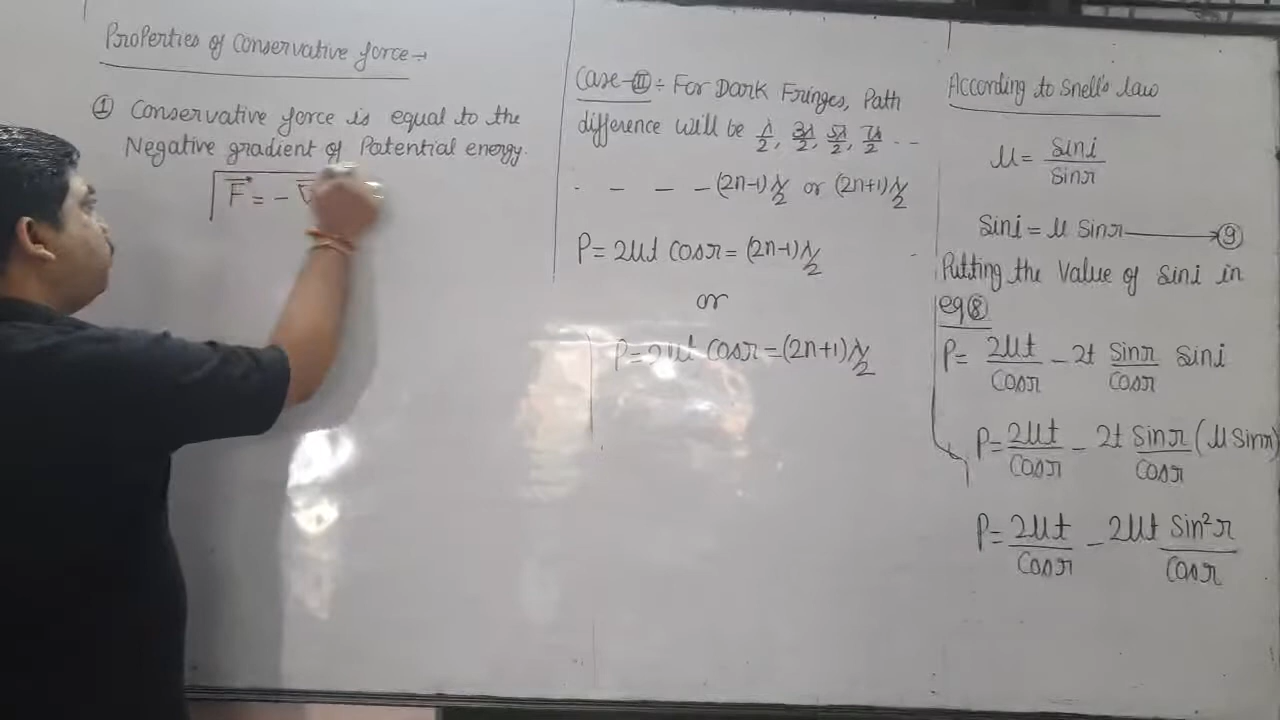 Properties of Conservative force →
① Conservative force is equal to the
Negative gradient of Patential energy.
F⃗ = - ∇
Case-III ÷ For Dark Fringes, Path
difference will be λ/2, 3λ/2, 5λ/2, 7λ/2 - -
- - - - (2n-1)λ/2 or (2n+1)λ/2
P= 2μt cosr = (2n-1)λ/2
or
P= 2μt cosr = (2n+1)λ/2
According to Snell's law
μ = sini/sinr
Sini = μ Sinr → ⑨
Putting the Value of Sini in
eq ⑧
P= 2μt/Cosr - 2t Sinr/Cosr Sini
P= 2μt/Cosr - 2t Sinr/Cosr (μ Sinr)
P= 2μt/Cosr - 2μt Sin²r/Cosr